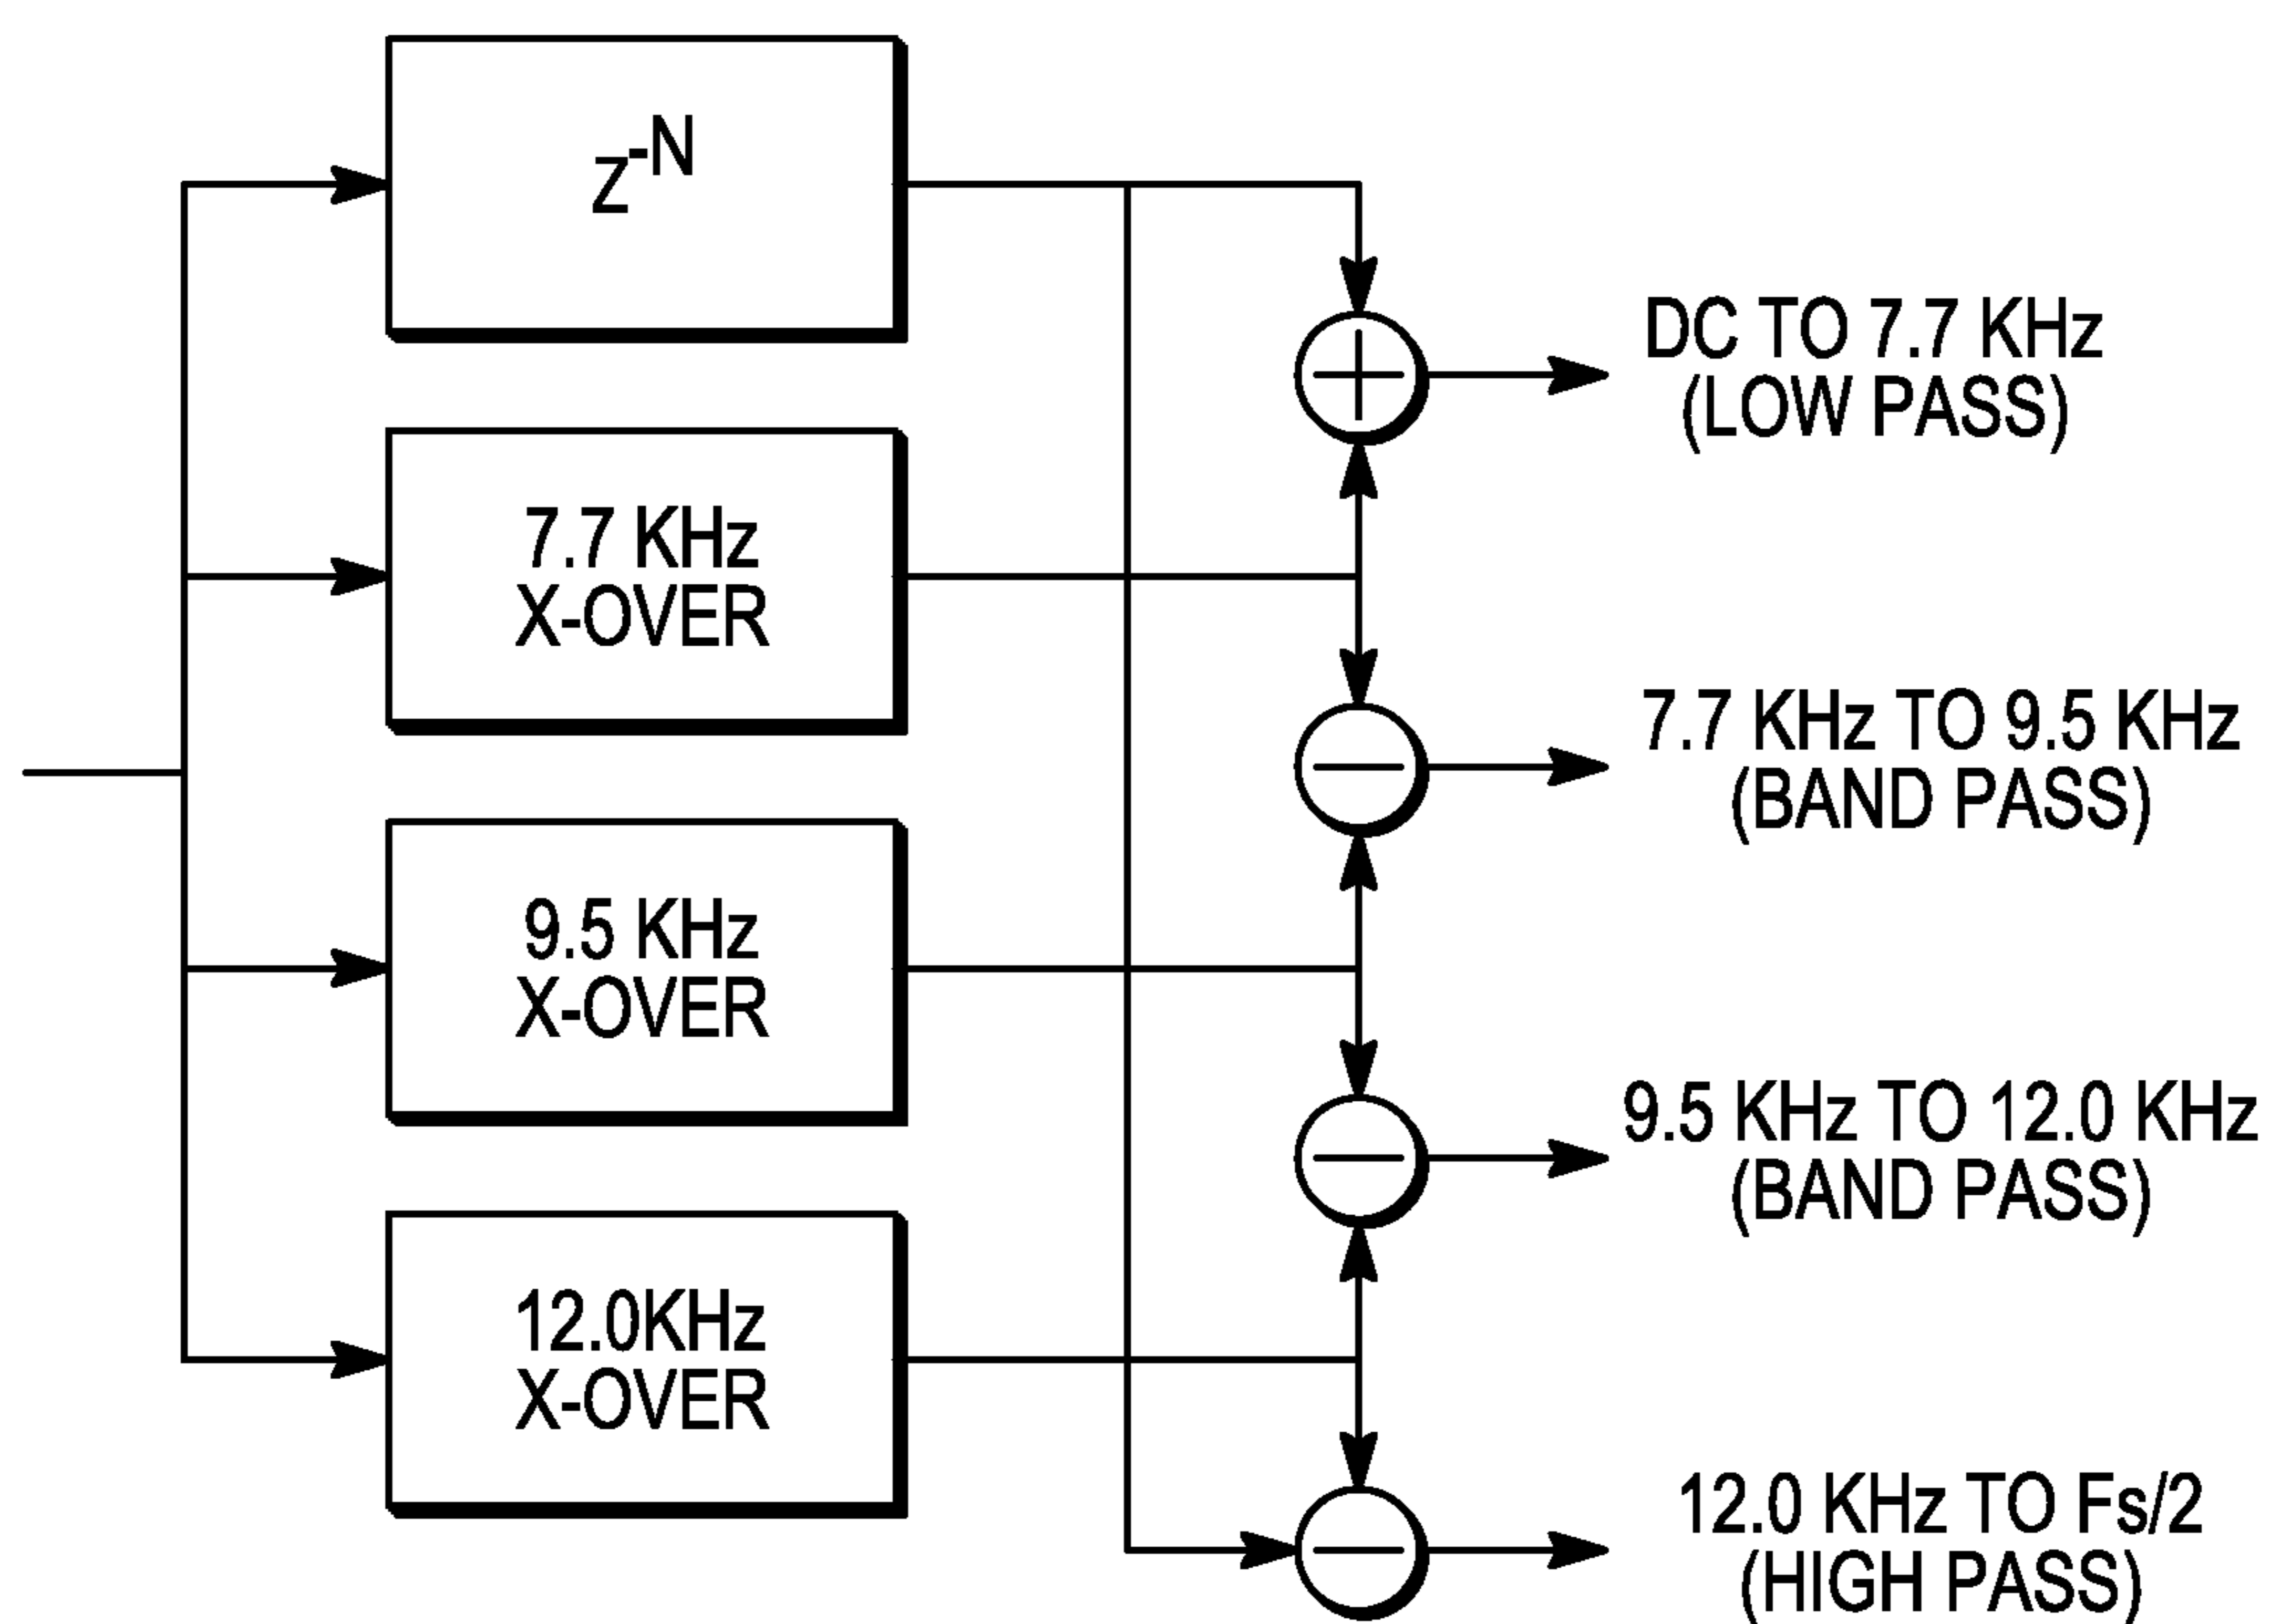 z-N
7.7 KHz
X-OVER
9.5 KHz
X-OVER
12.0KHz
X-OVER
DC TO 7.7 KHz
(LOW PASS)
7.7 KHz TO 9.5 KHz
(BAND PASS)
9.5 KHz TO 12.0 KHz
(BAND PASS)
12.0 KHz TO Fs/2
(HIGH PASS)